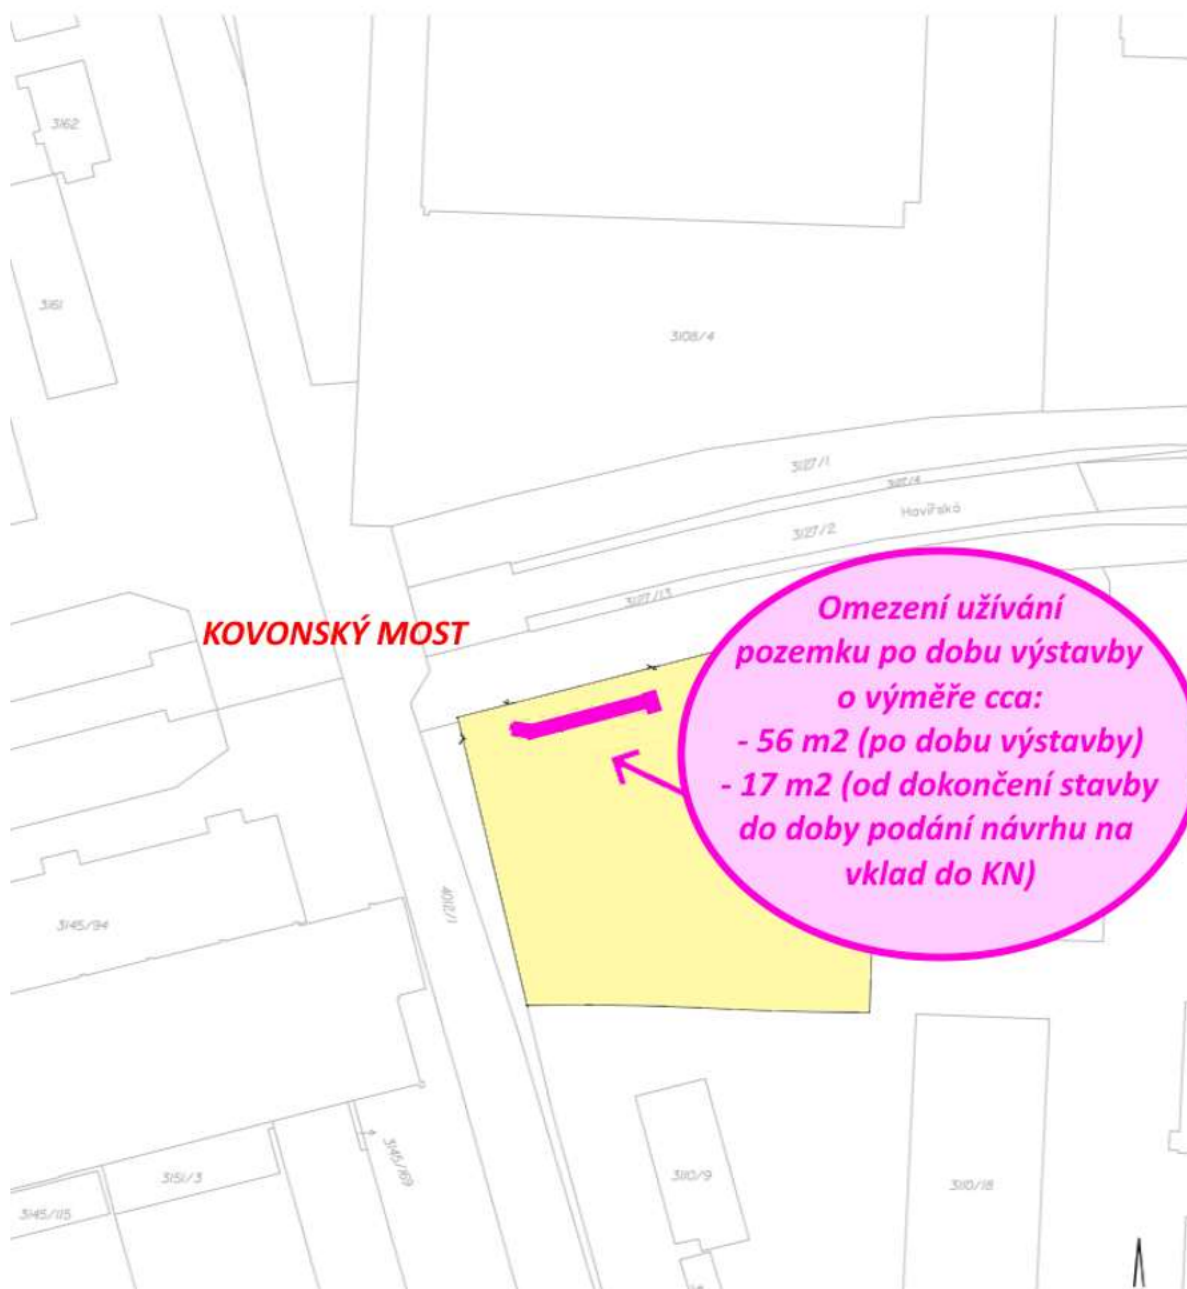 3162
3161
3108/4
3127/1
3127/4
Havířská
3127/2
3127/13
KOVONSKÝ MOST
Omezení užívání
pozemku po dobu výstavby
o výměře cca:
- 56 m2 (po dobu výstavby)
- 17 m2 (od dokončení stavby
do doby podání návrhu na
vklad do KN)
4012/1
3145/94
3145/169
3151/3
3145/115
3110/9
3110/18